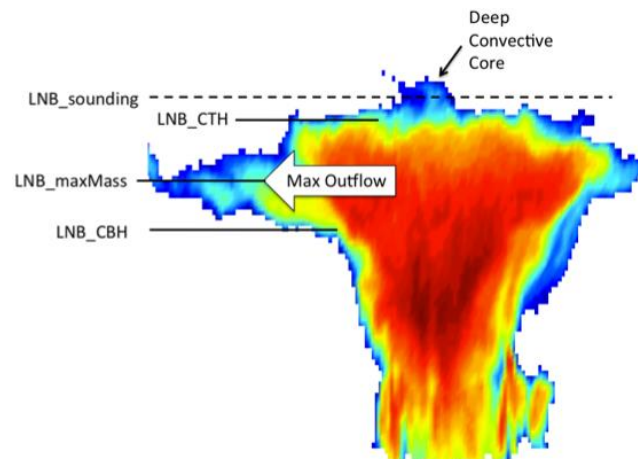 Deep
Convective
Core
LNB_sounding
LNB_CTH
LNB_maxMass
Max Outflow
LNB_CBH